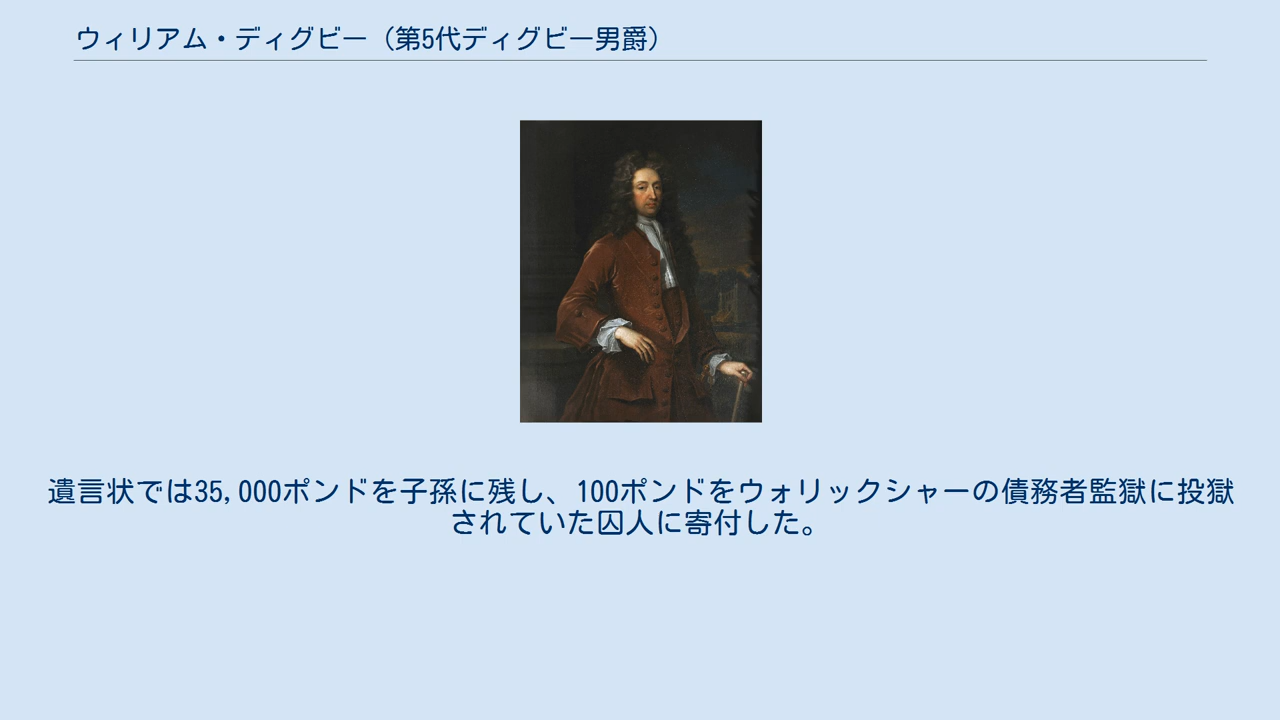 ウィリアム・ディグビー（第5代ディグビー男爵）
遺言状では35,000ポンドを子孫に残し、100ポンドをウォリックシャーの債務者監獄に投獄
されていた囚人に寄付した。